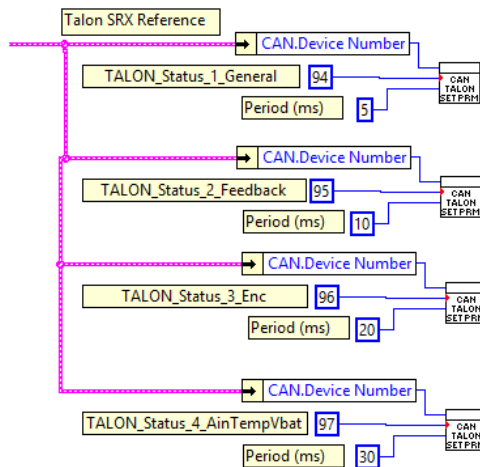 Talon SRX Reference
CAN.Device Number
TALON_Status_1_General 94
Period (ms) 5
CAN
TALON
SETPRM
CAN.Device Number
TALON_Status_2_Feedback 95
Period (ms) 10
CAN
TALON
SETPRM
CAN.Device Number
TALON_Status_3_Enc 96
Period (ms) 20
CAN
TALON
SETPRM
CAN.Device Number
TALON_Status_4_AinTempVbat 97
Period (ms) 30
CAN
TALON
SETPRM